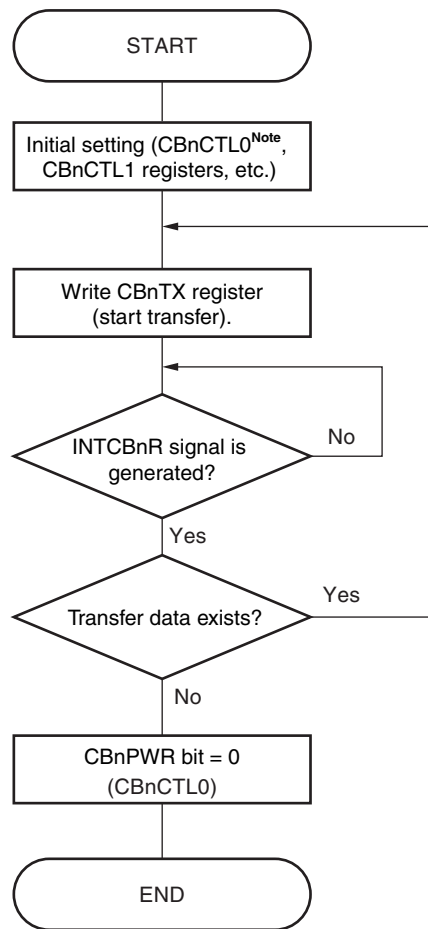 START
Initial setting (CBnCTL0Note,
CBnCTL1 registers, etc.)
Write CBnTX register
(start transfer).
INTCBnR signal is
generated?
No
Yes
Transfer data exists?
Yes
No
CBnPWR bit = 0
(CBnCTL0)
END